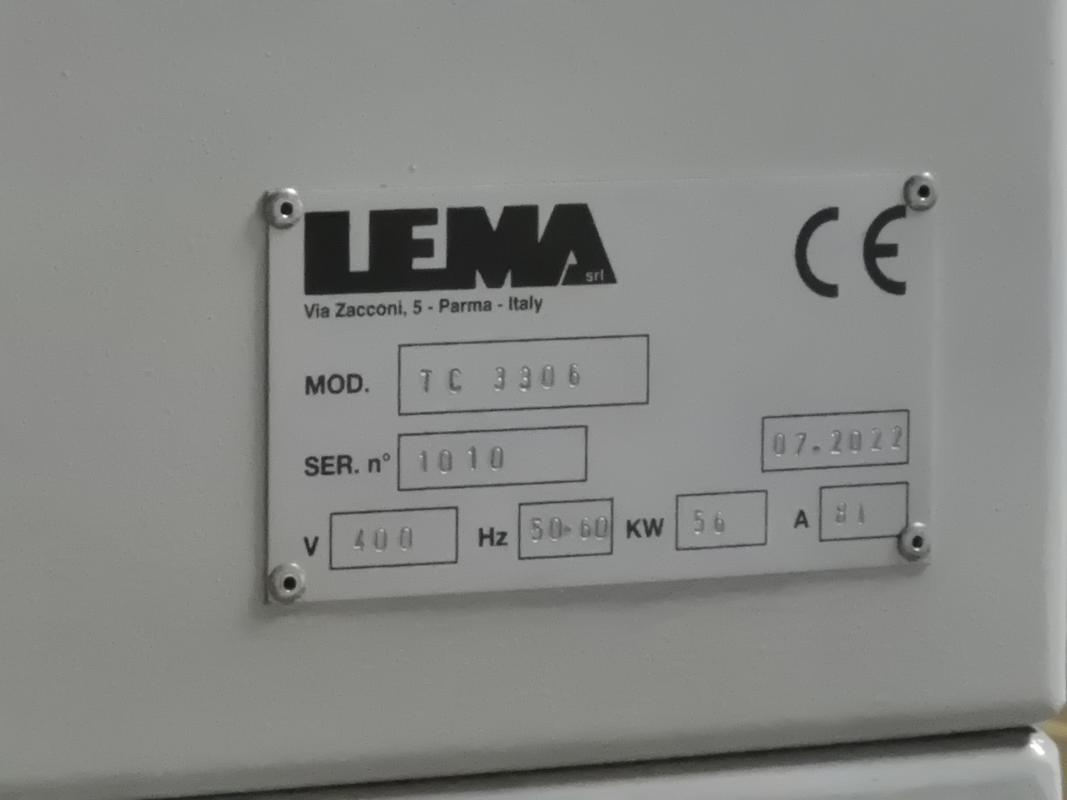 LEMA srl
Via Zacconi, 5 - Parma - Italy
CE
MOD. TC 3306
SER. n° 1010
07.2022
V 400 Hz 50-60 KW 56 A 81